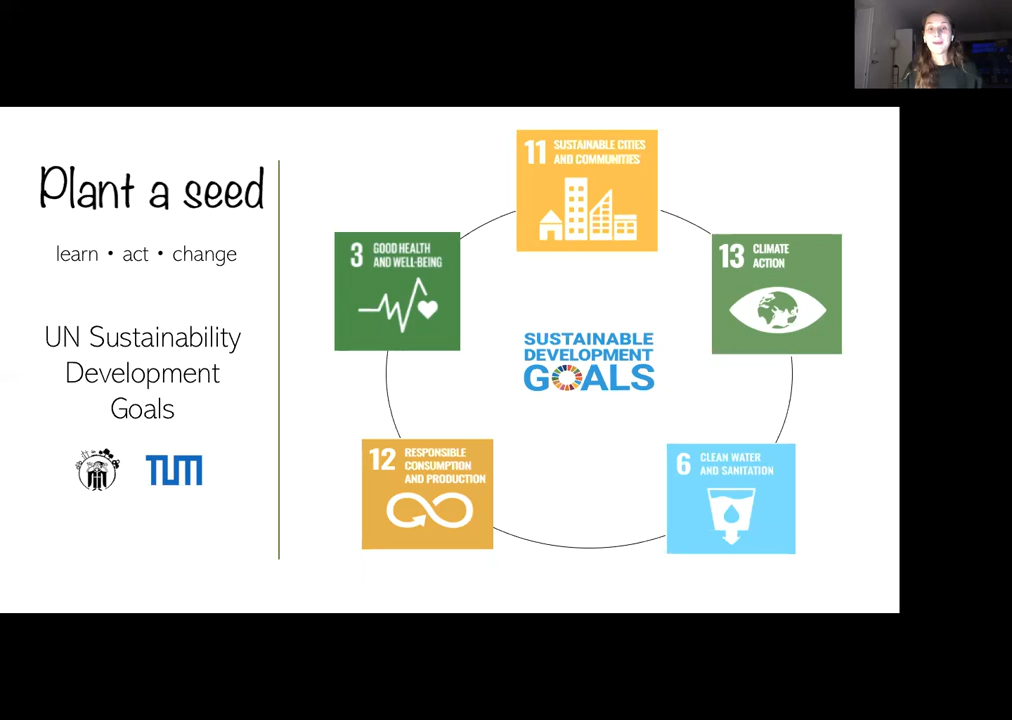 Plant a seed
learn • act • change
UN Sustainability
Development
Goals
TUM
11 SUSTAINABLE CITIES
AND COMMUNITIES
3 GOOD HEALTH
AND WELL-BEING
13 CLIMATE
ACTION
SUSTAINABLE
DEVELOPMENT
GOALS
12 RESPONSIBLE
CONSUMPTION
AND PRODUCTION
6 CLEAN WATER
AND SANITATION